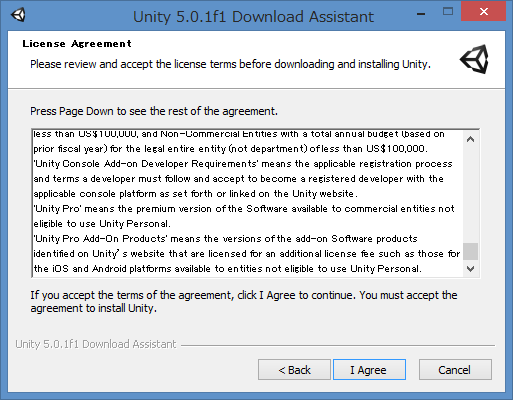 Unity 5.0.1f1 Download Assistant
License Agreement
Please review and accept the license terms before downloading and installing Unity.
Press Page Down to see the rest of the agreement.
less than US$100,000, and Non-Commercial Entities with a total annual budget (based on
prior fiscal year) for the legal entire entity (not department) of less than US$100,000.
'Unity Console Add-on Developer Requirements' means the applicable registration process
and terms a developer must follow and accept to become a registered developer with the
applicable console platform as set forth or linked on the Unity website.
'Unity Pro' means the premium version of the Software available to commercial entities not
eligible to use Unity Personal.
'Unity Pro Add-On Products' means the versions of the add-on Software products
identified on Unity’s website that are licensed for an additional license fee such as those for
the iOS and Android platforms available to entities not eligible to use Unity Personal.
If you accept the terms of the agreement, click I Agree to continue. You must accept the
agreement to install Unity.
Unity 5.0.1f1 Download Assistant
< Back
I Agree
Cancel